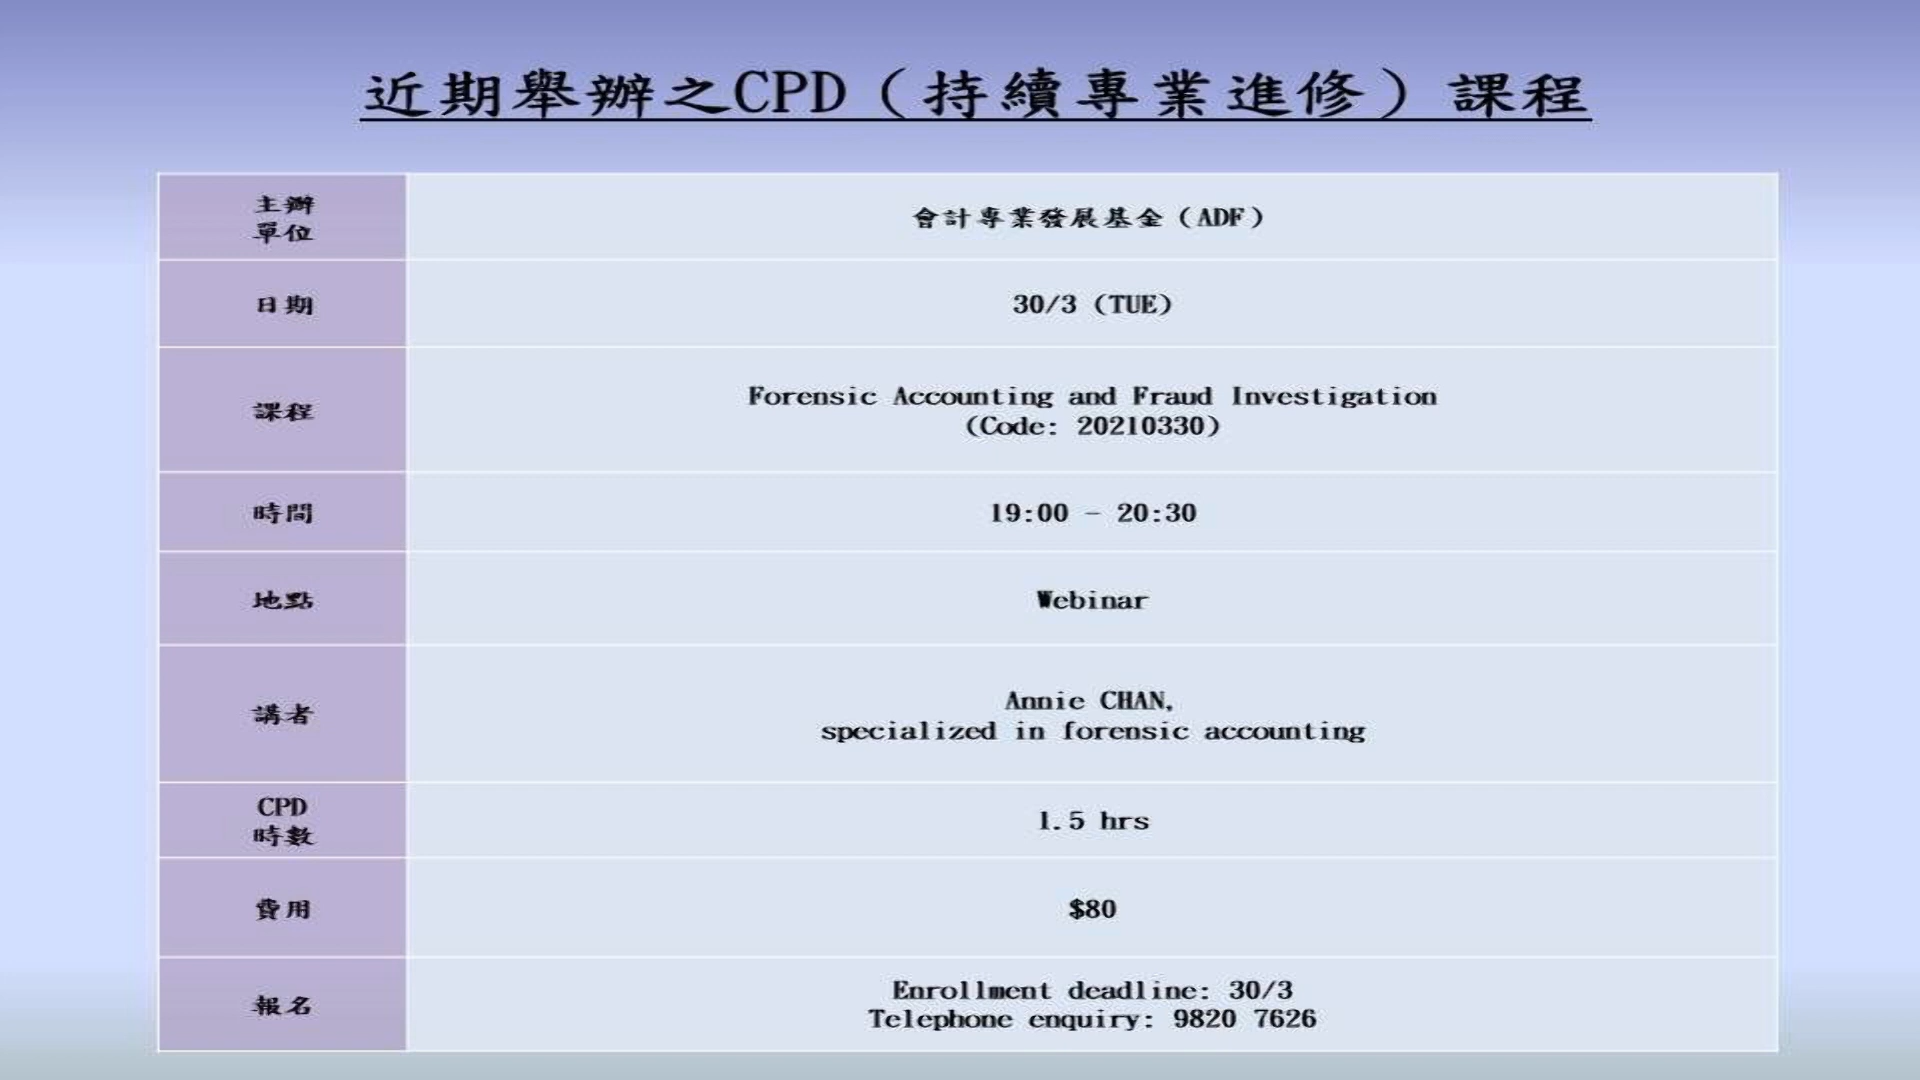 近期舉辦之CPD（持續專業進修）課程
主辦
單位
會計專業發展基金（ADF）
日期
30/3 (TUE)
課程
Forensic Accounting and Fraud Investigation
(Code: 20210330)
時間
19:00 - 20:30
地點
Webinar
講者
Annie CHAN,
specialized in forensic accounting
CPD
時數
1.5 hrs
費用
$80
報名
Enrollment deadline: 30/3
Telephone enquiry: 9820 7626